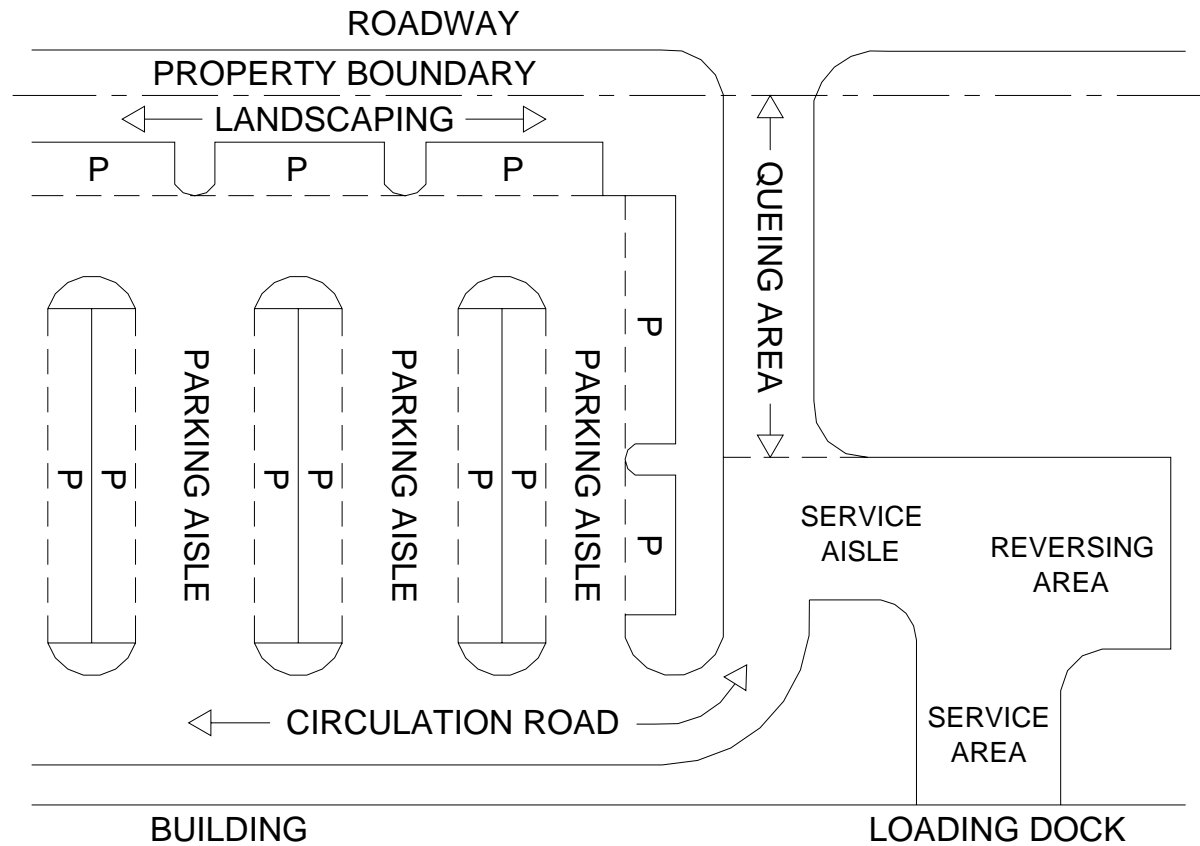 ROADWAY
PROPERTY BOUNDARY
LANDSCAPING
P
P
P
QUEING AREA
P
PARKING AISLE
PARKING AISLE
PARKING AISLE
P
P
P
P
P
P
P
SERVICE
AISLE
REVERSING
AREA
CIRCULATION ROAD
SERVICE
AREA
BUILDING
LOADING DOCK